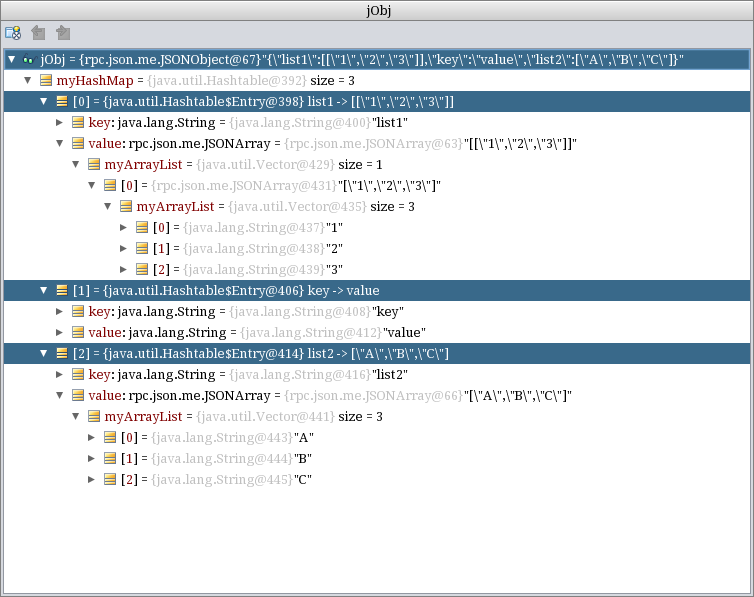 jObj
jObj = {rpc.json.me.JSONObject@67}"{\"list1\":[[\"1\",\"2\",\"3\"]],\"key\":\"value\",\"list2\":[\"A\",\"B\",\"C\"]}"
myHashMap = {java.util.Hashtable@392} size = 3
[0] = {java.util.Hashtable$Entry@398} list1 -> [[\"1\",\"2\",\"3\"]]
key: java.lang.String = {java.lang.String@400}"list1"
value: rpc.json.me.JSONArray = {rpc.json.me.JSONArray@63}"[[\"1\",\"2\",\"3\"]]"
myArrayList = {java.util.Vector@429} size = 1
[0] = {rpc.json.me.JSONArray@431}"[\"1\",\"2\",\"3\"]"
myArrayList = {java.util.Vector@435} size = 3
[0] = {java.lang.String@437}"1"
[1] = {java.lang.String@438}"2"
[2] = {java.lang.String@439}"3"
[1] = {java.util.Hashtable$Entry@406} key -> value
key: java.lang.String = {java.lang.String@408}"key"
value: java.lang.String = {java.lang.String@412}"value"
[2] = {java.util.Hashtable$Entry@414} list2 -> [\"A\",\"B\",\"C\"]
key: java.lang.String = {java.lang.String@416}"list2"
value: rpc.json.me.JSONArray = {rpc.json.me.JSONArray@66}"[\"A\",\"B\",\"C\"]"
myArrayList = {java.util.Vector@441} size = 3
[0] = {java.lang.String@443}"A"
[1] = {java.lang.String@444}"B"
[2] = {java.lang.String@445}"C"